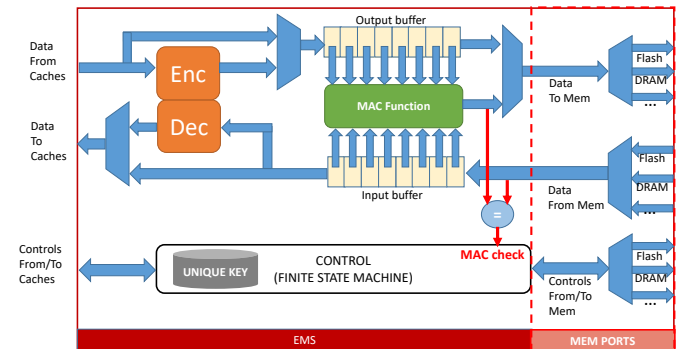 Output buffer
Data
From
Caches
Enc
Flash
DRAM
...
Data
To Mem
MAC Function
Dec
Data
To
Caches
Flash
DRAM
...
Input buffer
Data
From Mem
=
MAC check
Controls
From/To
Caches
UNIQUE KEY
CONTROL
(FINITE STATE MACHINE)
Controls
From/To
Mem
Flash
DRAM
...
EMS
MEM PORTS